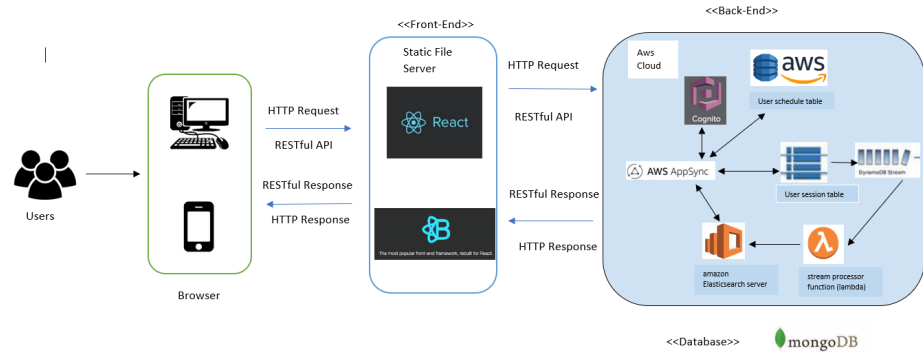 <<Back-End>>
<<Front-End>>
Static File
Server
HTTP Request
RESTful API
React
HTTP Request
RESTful API
Aws
Cloud
aws
User schedule table
Cognito
AWS AppSync
User session table
DynamoDB Stream
Users
RESTful Response
HTTP Response
B
The most popular front-end framework, rebuilt for React.
RESTful Response
HTTP Response
amazon
Elasticsearch server
λ
stream processor
function (lambda)
Browser
<<Database>>
mongoDB